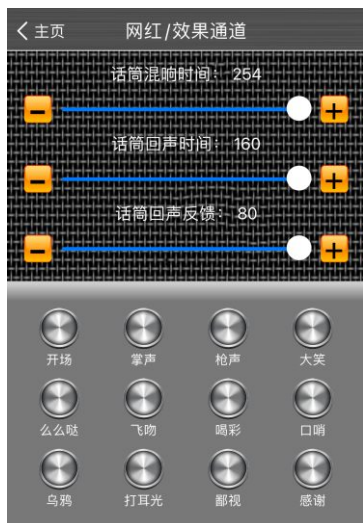 主页 网红/效果通道
话筒混响时间: 254
话筒回声时间: 160
话筒回声反馈: 80
开场 掌声 枪声 大笑
么么哒 飞吻 喝彩 口哨
乌鸦 打耳光 鄙视 感谢